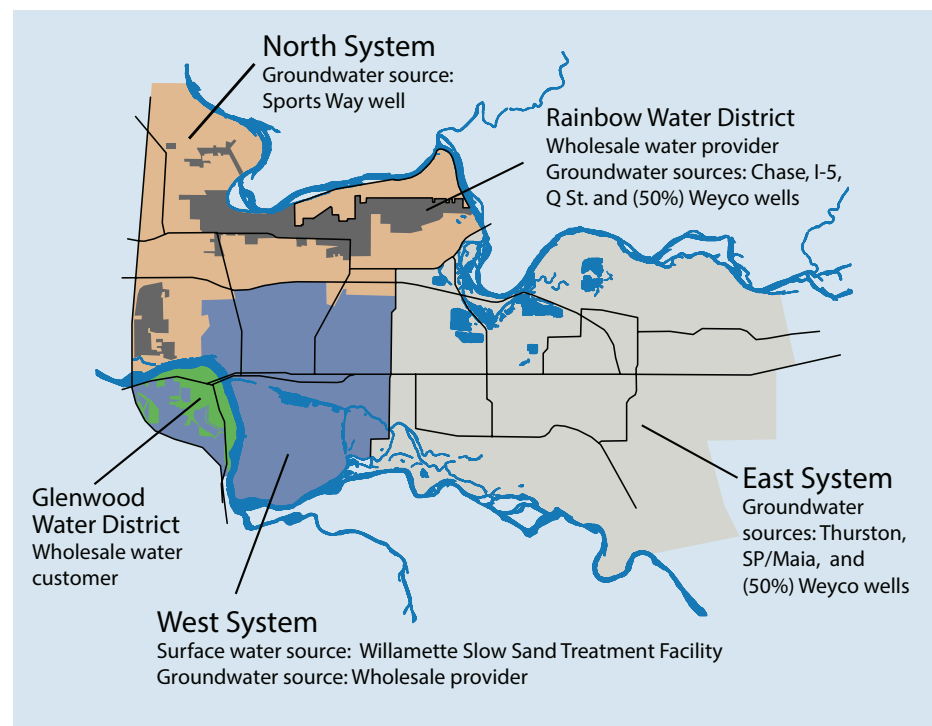 North System
Groundwater source:
Sports Way well
Rainbow Water District
Wholesale water provider
Groundwater sources: Chase, I-5,
Q St. and (50%) Weyco wells
Glenwood
Water District
Wholesale water
customer
East System
Groundwater
sources: Thurston,
SP/Maia, and
(50%) Weyco wells
West System
Surface water source: Willamette Slow Sand Treatment Facility
Groundwater source: Wholesale provider